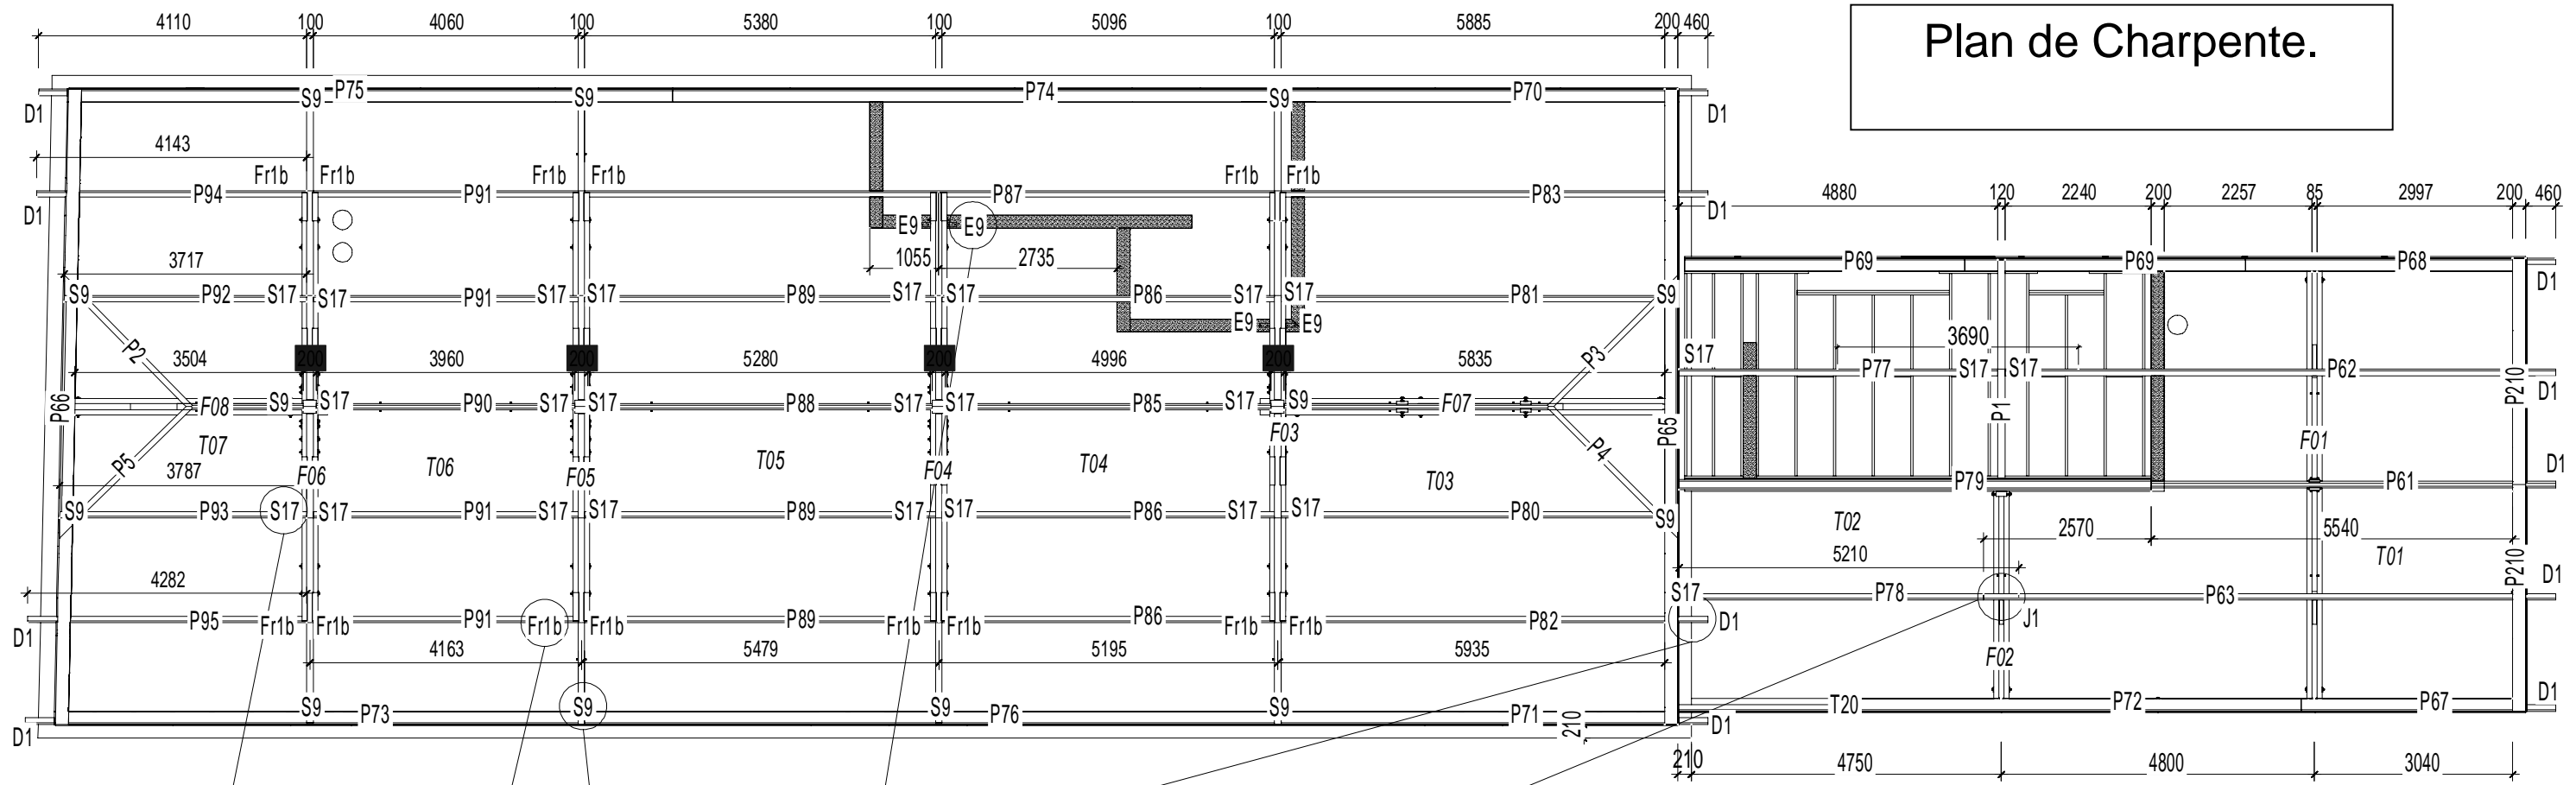 4110 100 4060 100 5380 100 5096 100 5885 200 460
Plan de Charpente.
S9 P75 S9 P74 S9 P70
D1 D1
4143
Fr1b Fr1b Fr1b Fr1b Fr1b Fr1b
P94 P91 P87 P83
D1 D1
4880 120 2240 200 2257 85 2997 200 460
E9 E9
3717 1055 2735
P69 P69 P68
D1
S9 P92 S17 S17 P91 S17 S17 P89 S17 S17 P86 S17 S17 P81 S9
E9 E9
3690
P2 3504 200 3960 200 5280 200 4996 200 5835 P3
S17 P77 S17 S17 P62
D1
P66 F08 S9 S17 P90 S17 S17 P88 S17 S17 P85 S17 S9 F07
P65 P1 P210
T07 F03 F01
P5 T06 T05 T04 P4
3787 F06 F05 F04 T03
D1
P79 P61
S9 P93 S17 S17 P91 S17 S17 P89 S17 S17 P86 S17 S17 P80 S9
T02 2570 5540
5210 T01
4282
P210 D1
S17 P78 P63
J1
P95 Fr1b Fr1b P91 Fr1b Fr1b P89 Fr1b Fr1b P86 Fr1b Fr1b P82 D1
D1
4163 5479 5195 5935
F02
D1
S9 P73 S9 P76 S9 S9 P71
T20 P72 P67
D1 210 D1
210 4750 4800 3040